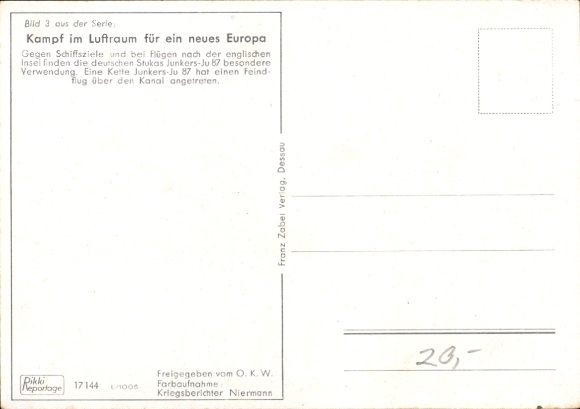 Bild 3 aus der Serie:
Kampf im Luftraum für ein neues Europa
Gegen Schiffsziele und bei Flügen nach der englischen
Insel finden die deutschen Stukas Junkers-Ju 87 besondere
Verwendung. Eine Kette Junkers-Ju 87 hat einen Feind-
flug über den Kanal angetreten.
Franz Zabel Verlag, Dessau
20,-
Rikki
Reportage
17144 L/1005
Freigegeben vom O. K. W.
Farbaufnahme:
Kriegsberichter Niermann